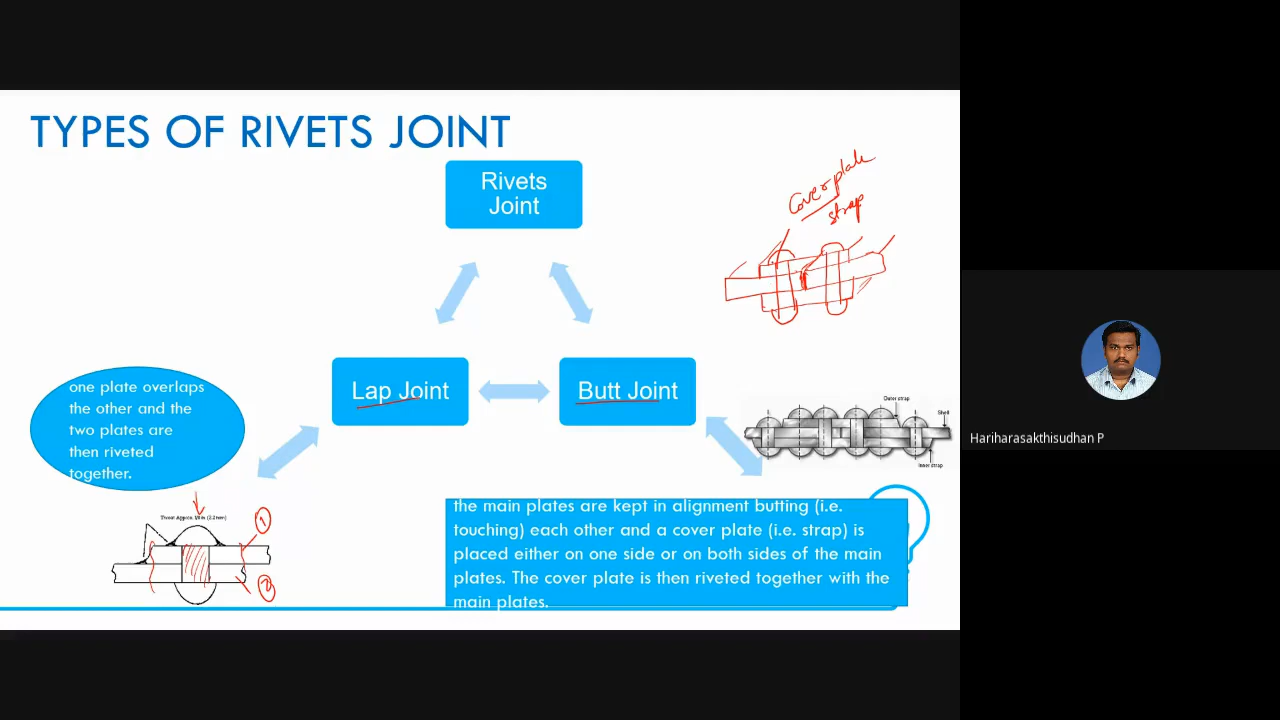 TYPES OF RIVETS JOINT
Rivets
Joint
Cover plate
strap
Lap Joint
Butt Joint
one plate overlaps
the other and the
two plates are
then riveted
together.
Outer strap
Shell
Inner strap
Hariharasakthisudhan P
the main plates are kept in alignment butting (i.e.
touching) each other and a cover plate (i.e. strap) is
placed either on one side or on both sides of the main
plates. The cover plate is then riveted together with the
main plates.
1
2